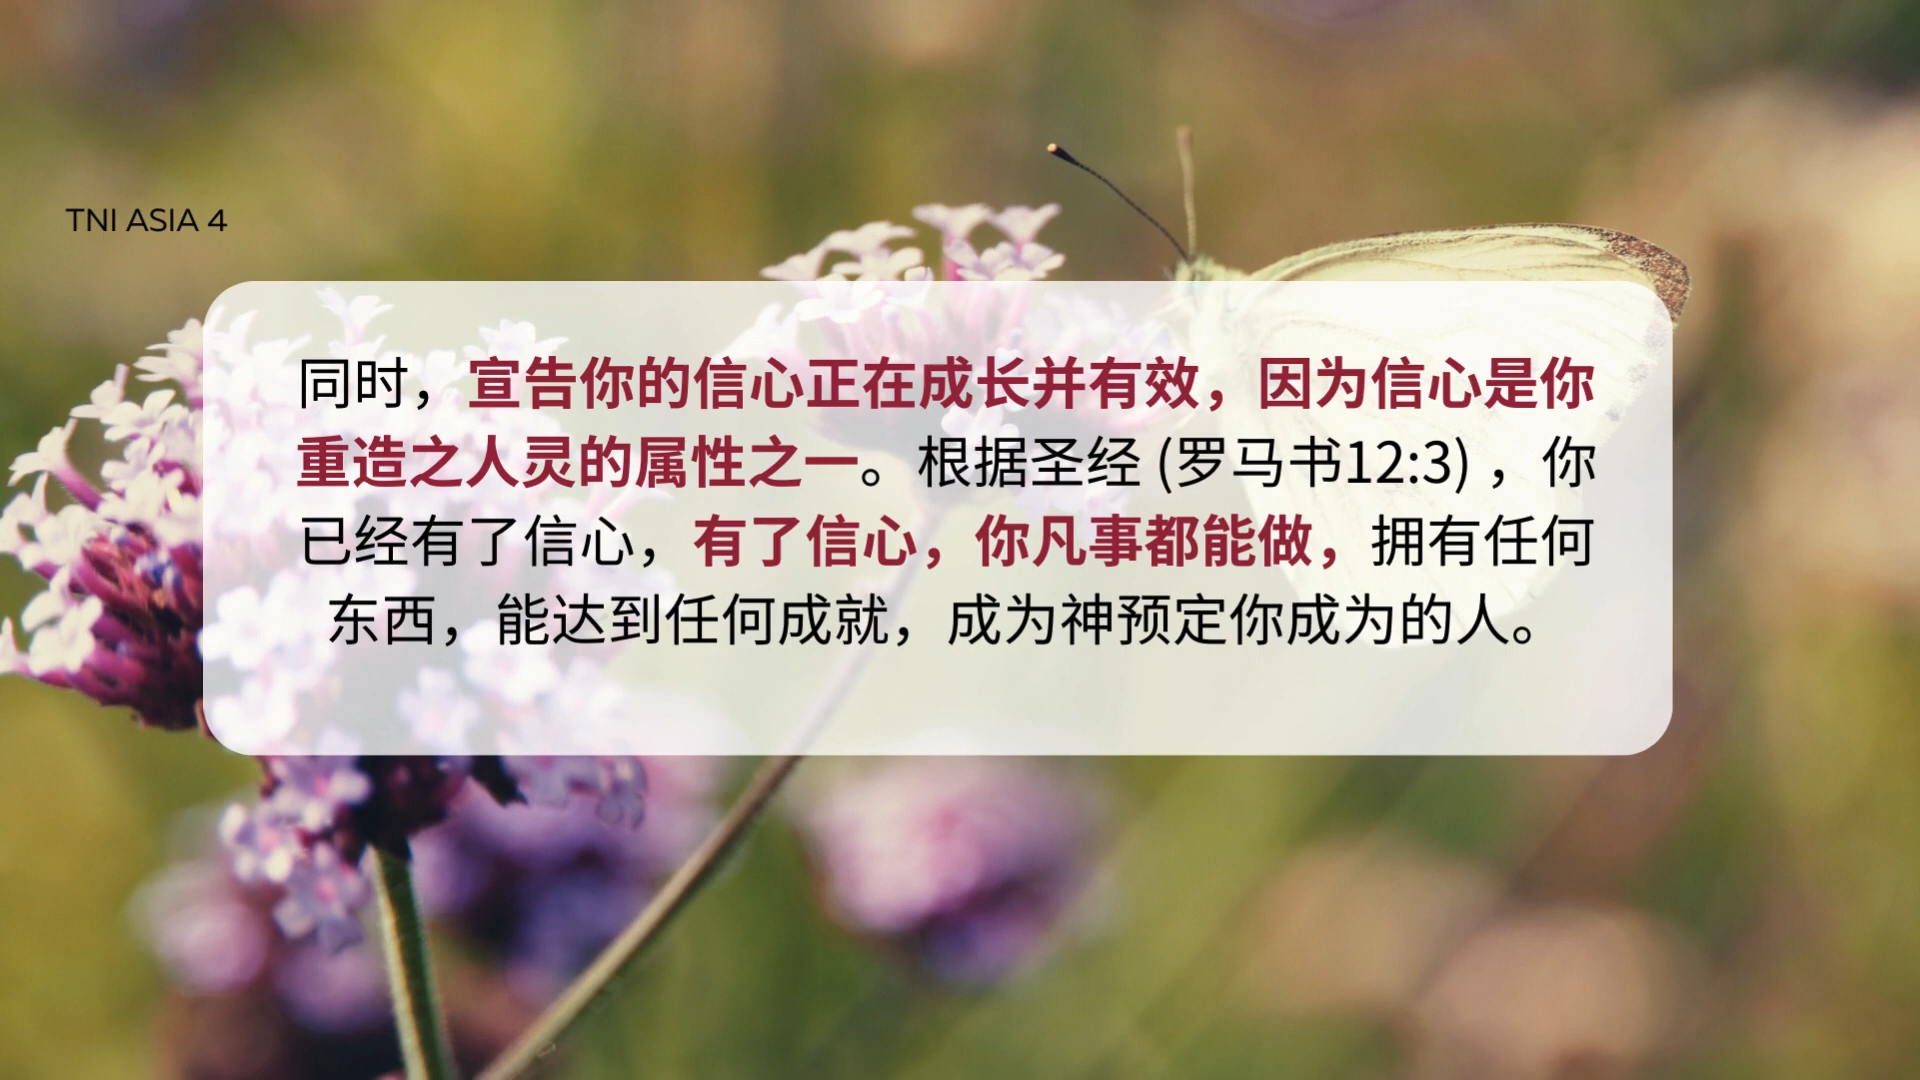 TNI ASIA 4
同时，宣告你的信心正在成长并有效，因为信心是你
重造之人灵的属性之一。根据圣经 (罗马书12:3) ，你
已经有了信心，有了信心，你凡事都能做，拥有任何
东西，能达到任何成就，成为神预定你成为的人。